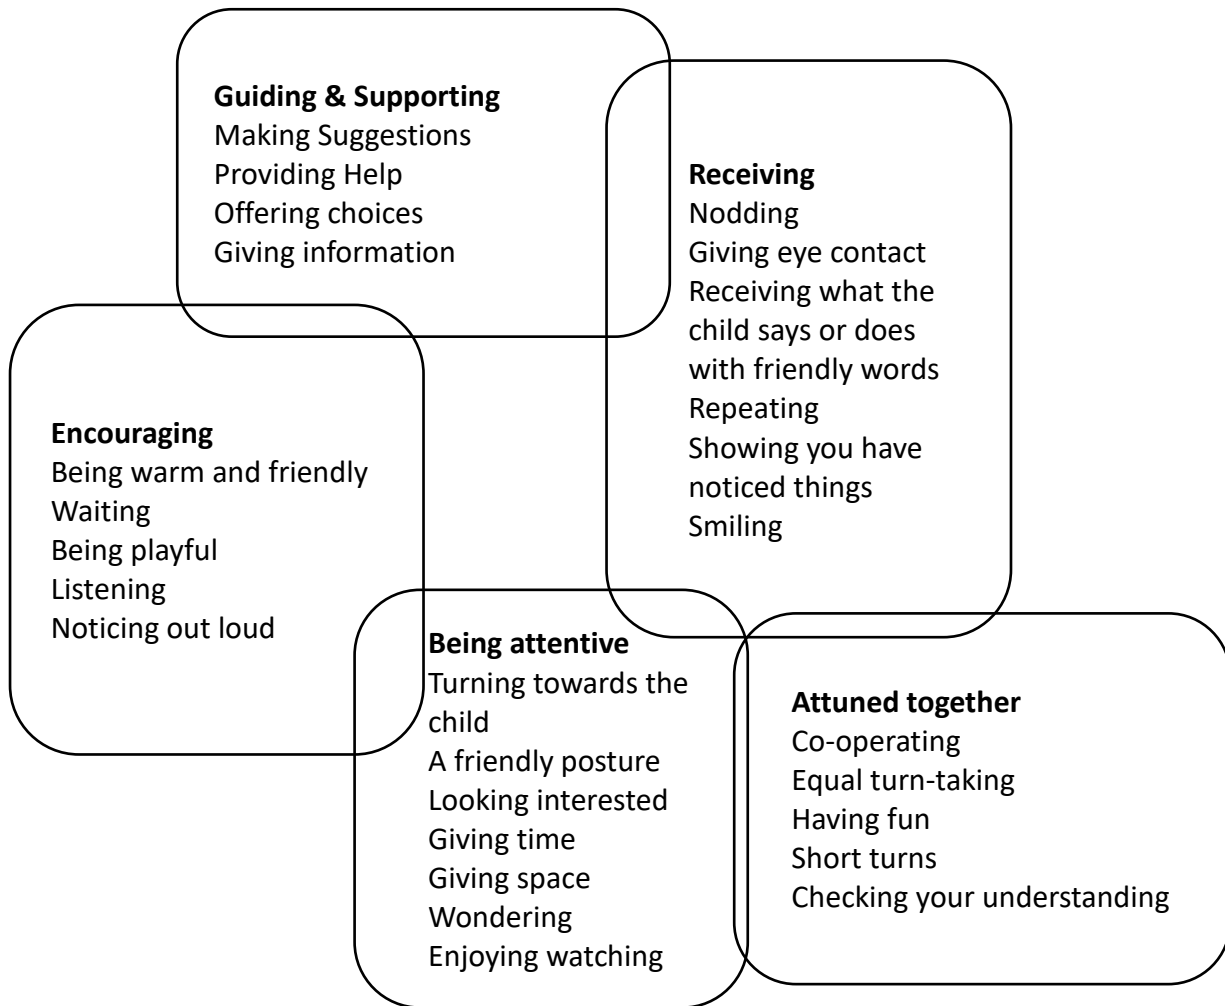 Guiding & Supporting
Making Suggestions
Providing Help
Offering choices
Giving information
Receiving
Nodding
Giving eye contact
Receiving what the
child says or does
with friendly words
Repeating
Showing you have
noticed things
Smiling
Encouraging
Being warm and friendly
Waiting
Being playful
Listening
Noticing out loud
Being attentive
Turning towards the
child
A friendly posture
Looking interested
Giving time
Giving space
Wondering
Enjoying watching
Attuned together
Co-operating
Equal turn-taking
Having fun
Short turns
Checking your understanding